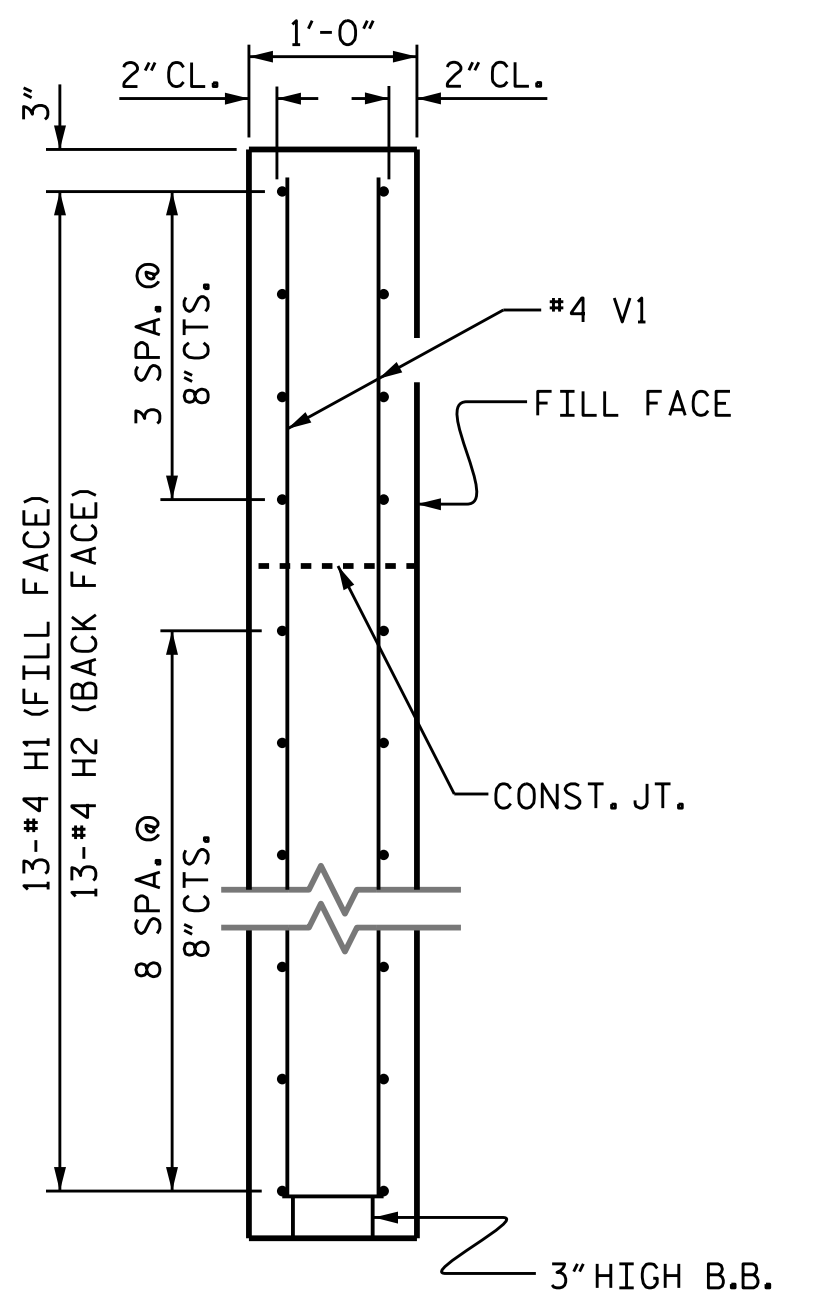 1'-0"
2" CL.
2" CL.
3"
3 SPA. @
8" CTS.
#4 V1
FILL FACE
13-#4 H1 (FILL FACE)
13-#4 H2 (BACK FACE)
CONST. JT.
8 SPA. @
8" CTS.
3" HIGH B.B.